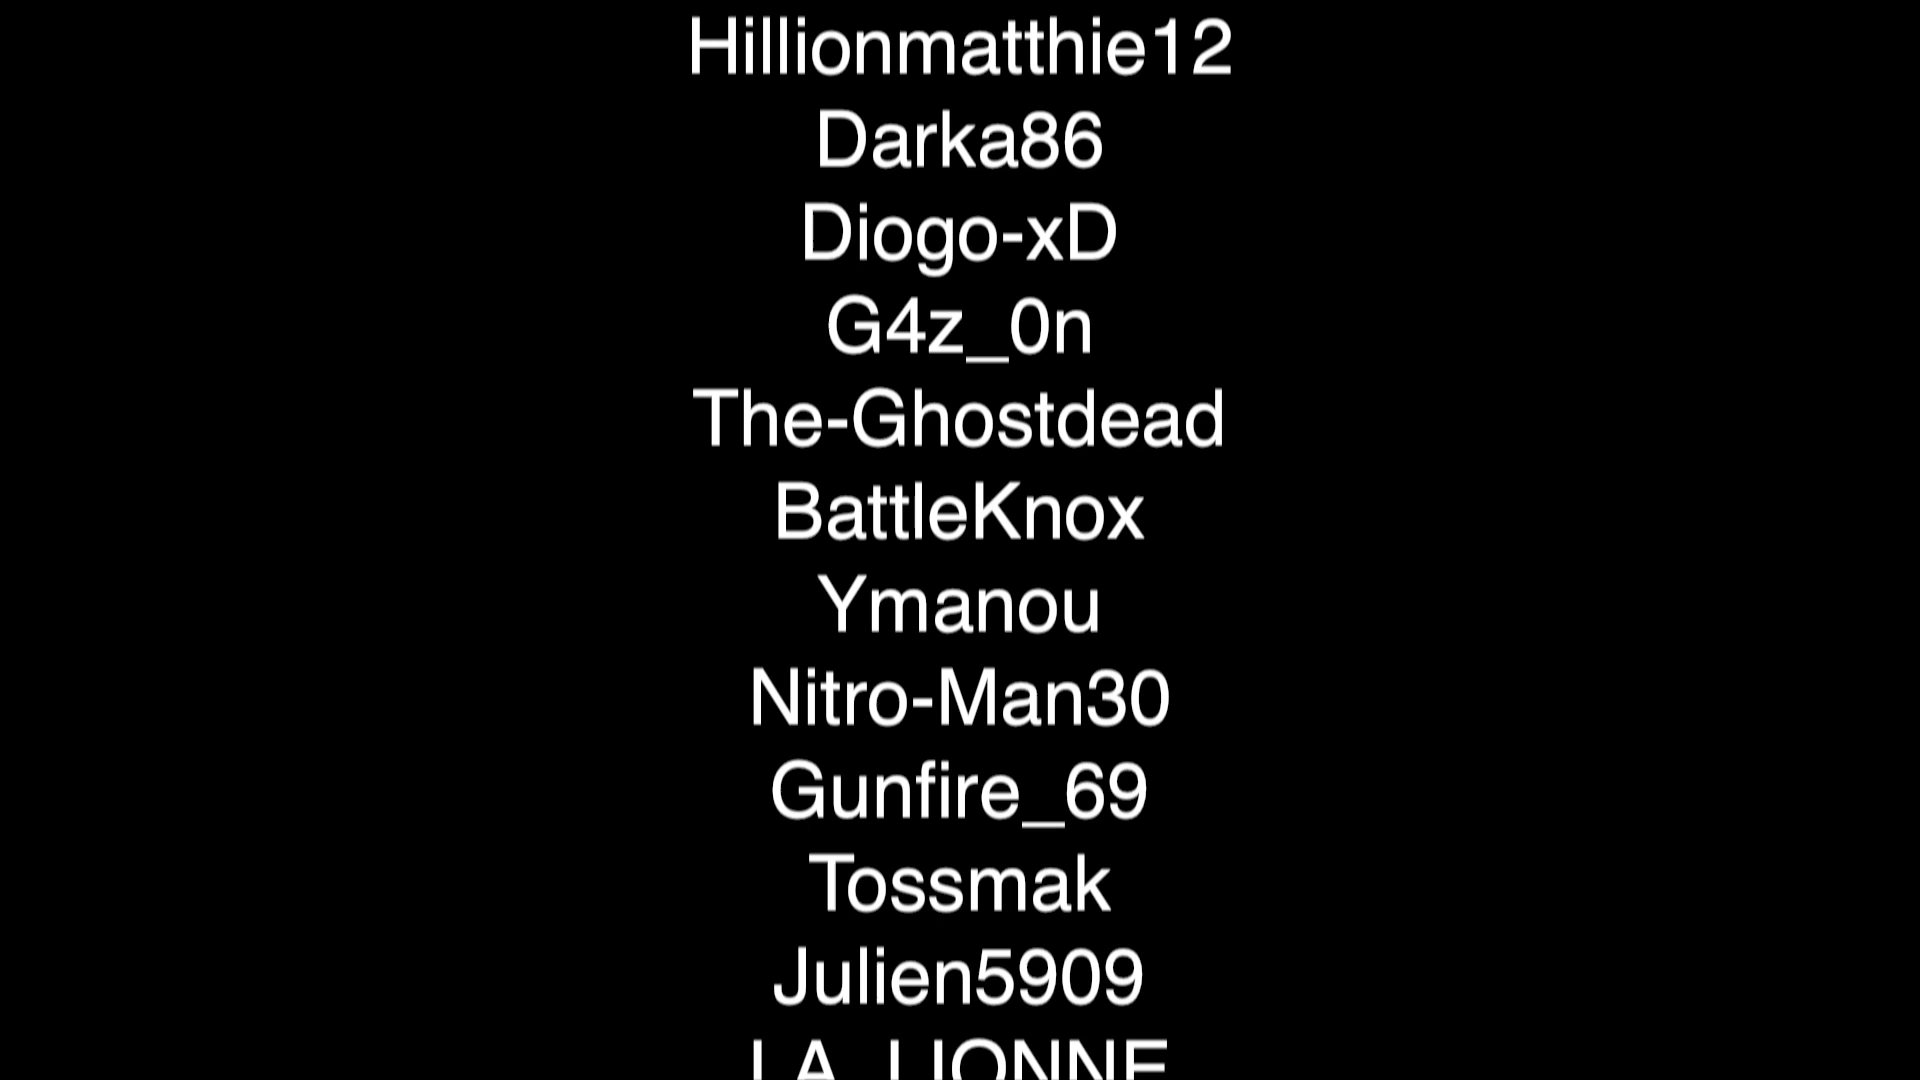 Hillionmatthie12
Darka86
Diogo-xD
G4z_0n
The-Ghostdead
BattleKnox
Ymanou
Nitro-Man30
Gunfire_69
Tossmak
Julien5909